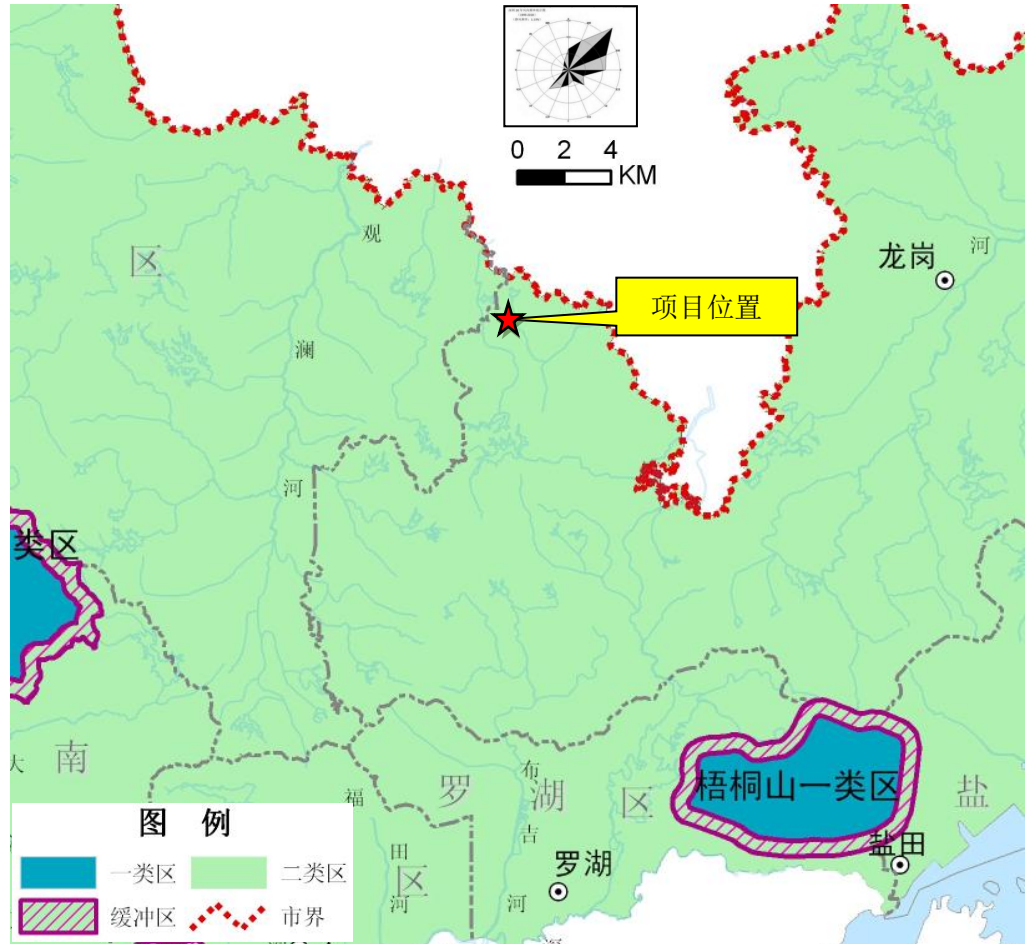 0 2 4
KM
龙岗
河
观
区
项目位置
澜
河
类区
大
南
罗
湖
区
布
吉
河
梧桐山一类区
盐
盐田
罗湖
福
田
区
河
图 例
一类区
二类区
缓冲区
市界